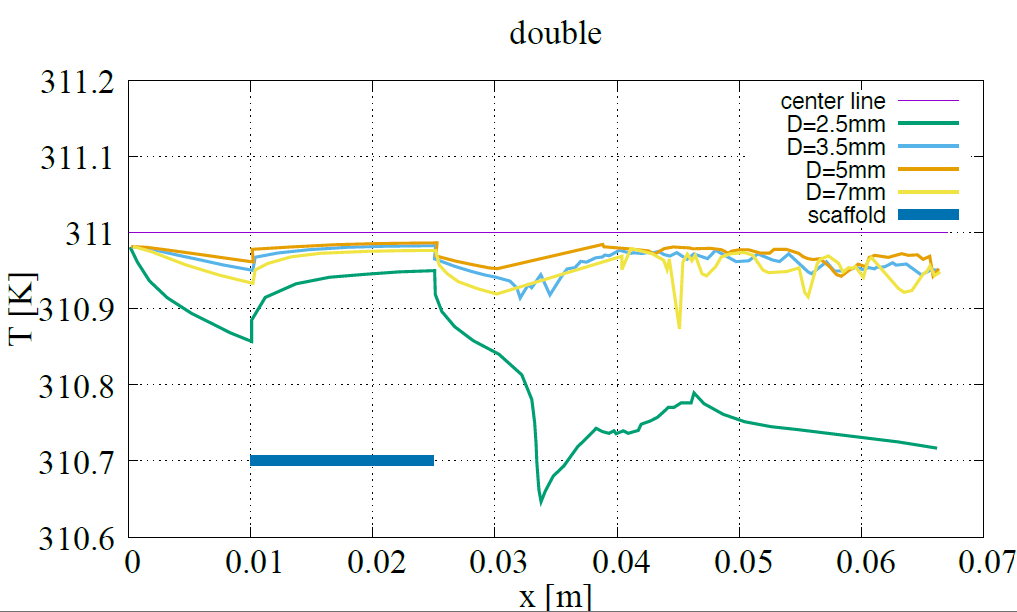 double
311.2
311.1
311
310.9
310.8
310.7
310.6
T [K]
center line
D=2.5mm
D=3.5mm
D=5mm
D=7mm
scaffold
0 0.01 0.02 0.03 0.04 0.05 0.06 0.07
x [m]